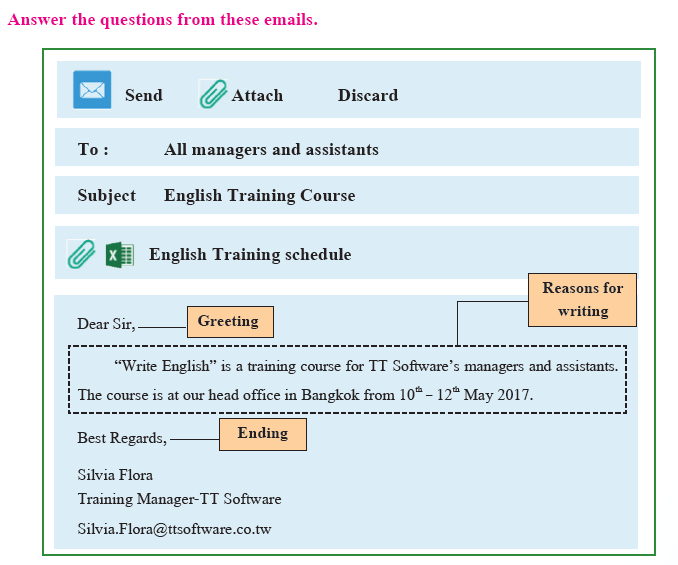 Answer the questions from these emails.
Send Attach Discard
To : All managers and assistants
Subject English Training Course
English Training schedule
Reasons for
writing
Dear Sir, Greeting
“Write English” is a training course for TT Software’s managers and assistants.
The course is at our head office in Bangkok from 10th – 12th May 2017.
Best Regards, Ending
Silvia Flora
Training Manager-TT Software
Silvia.Flora@ttsoftware.co.tw